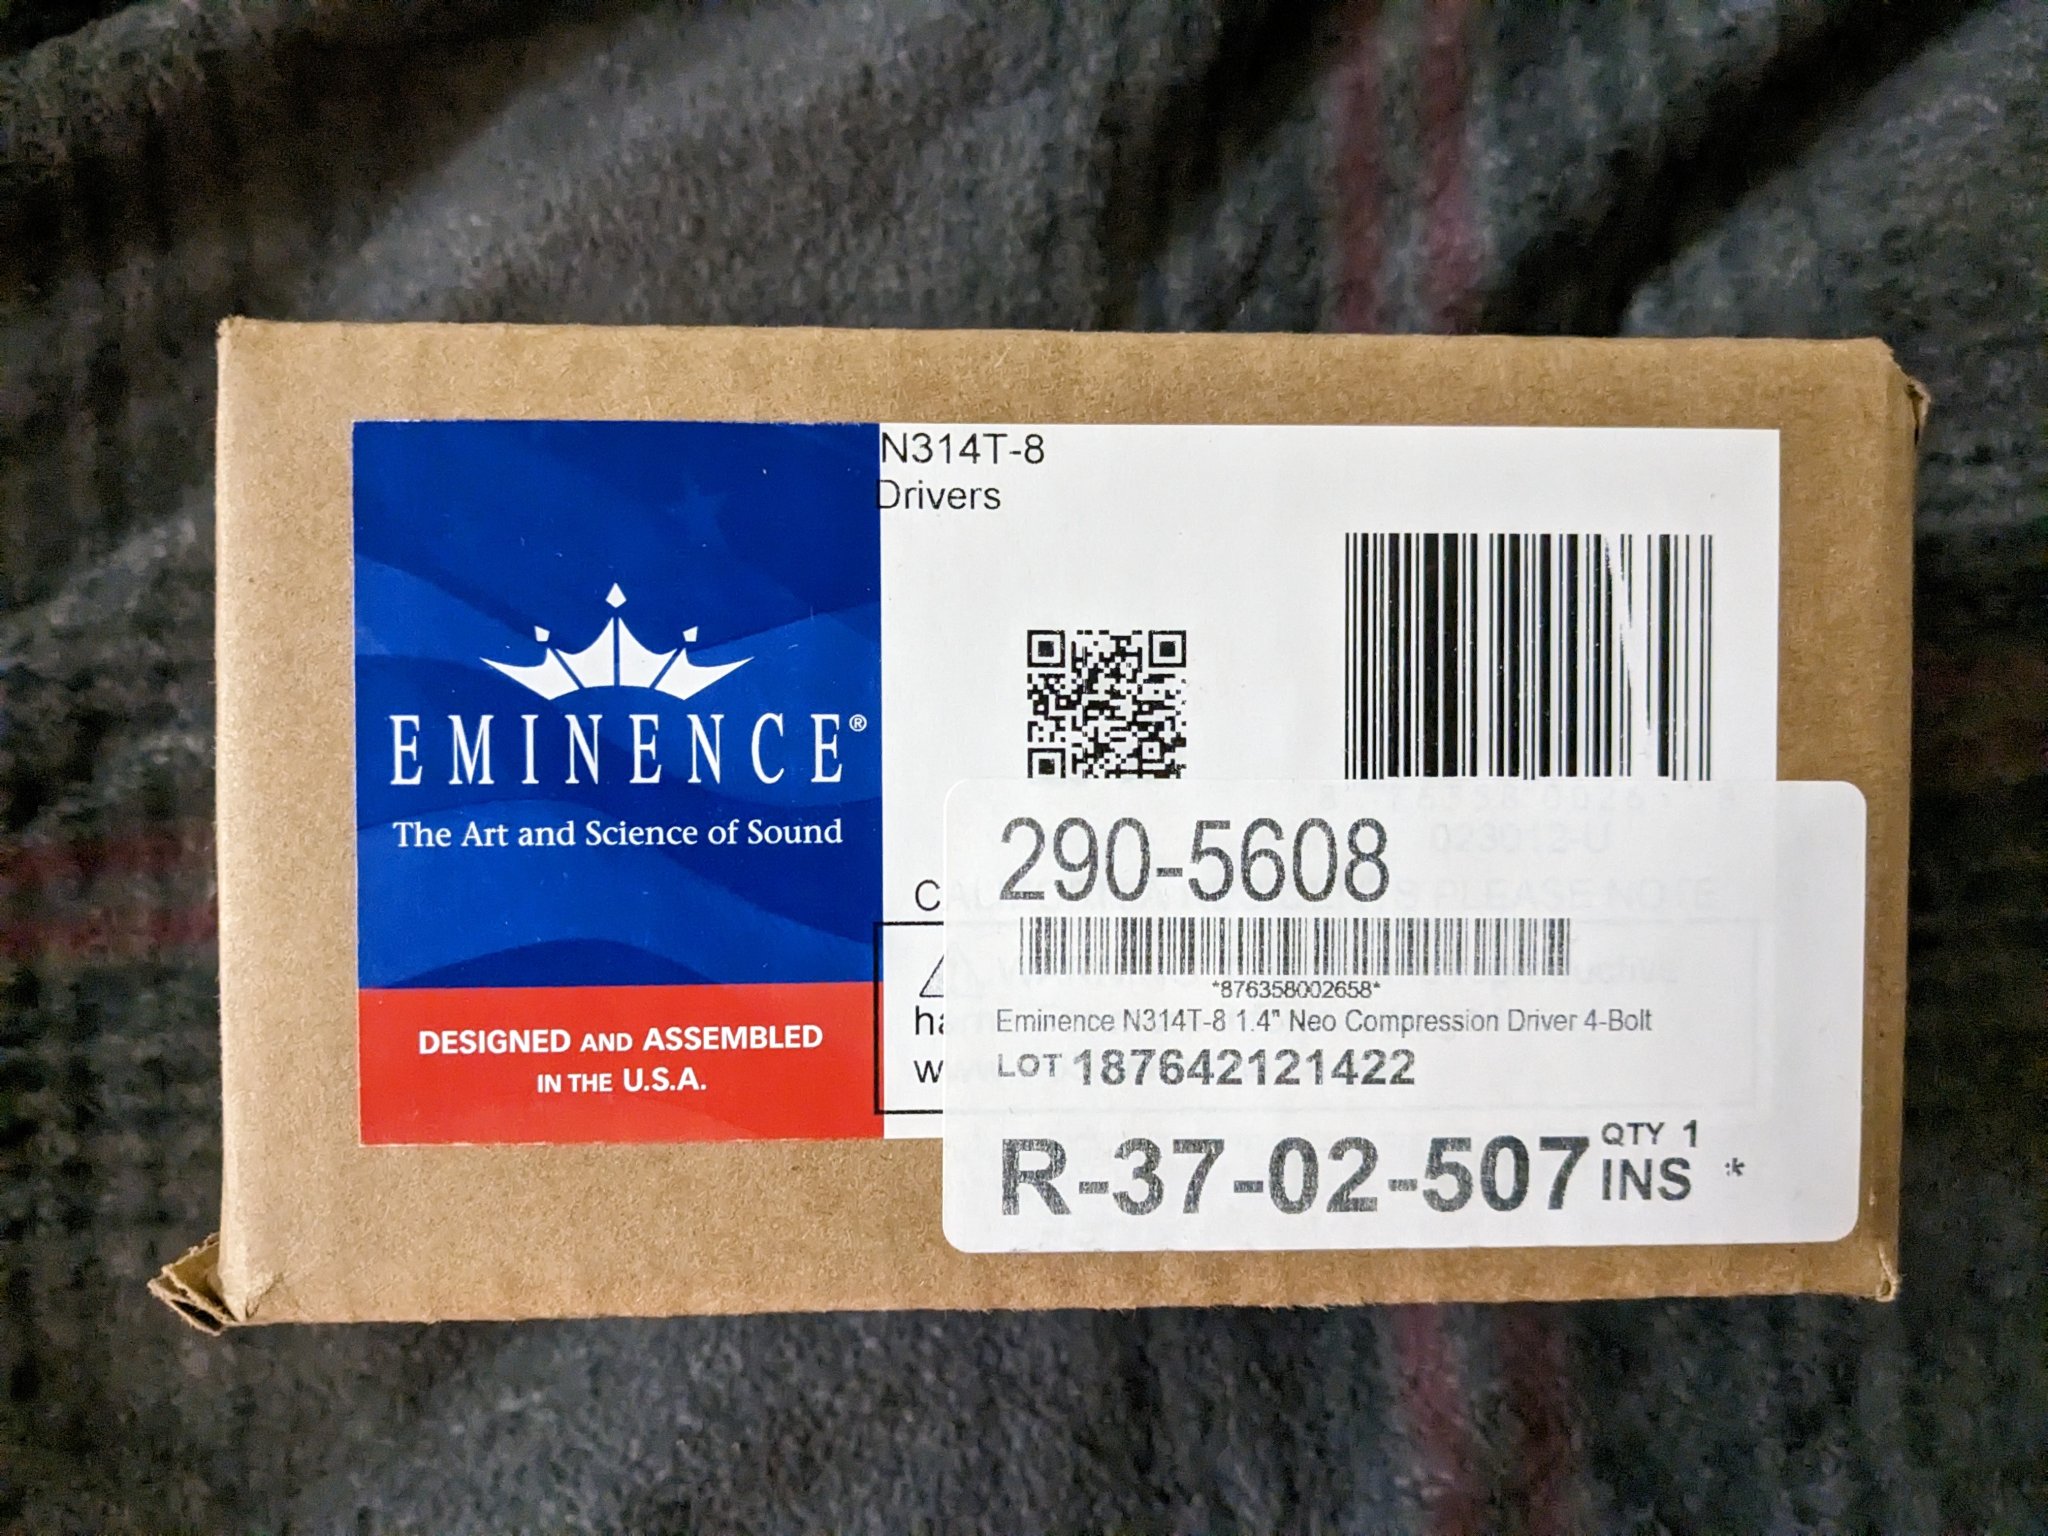 N314T-8
Drivers
EMINENCE®
The Art and Science of Sound
DESIGNED AND ASSEMBLED
IN THE U.S.A.
290-5608
*876358002658*
Eminence N314T-8 1.4" Neo Compression Driver 4-Bolt
LOT 187642121422
R-37-02-507
QTY 1
INS *